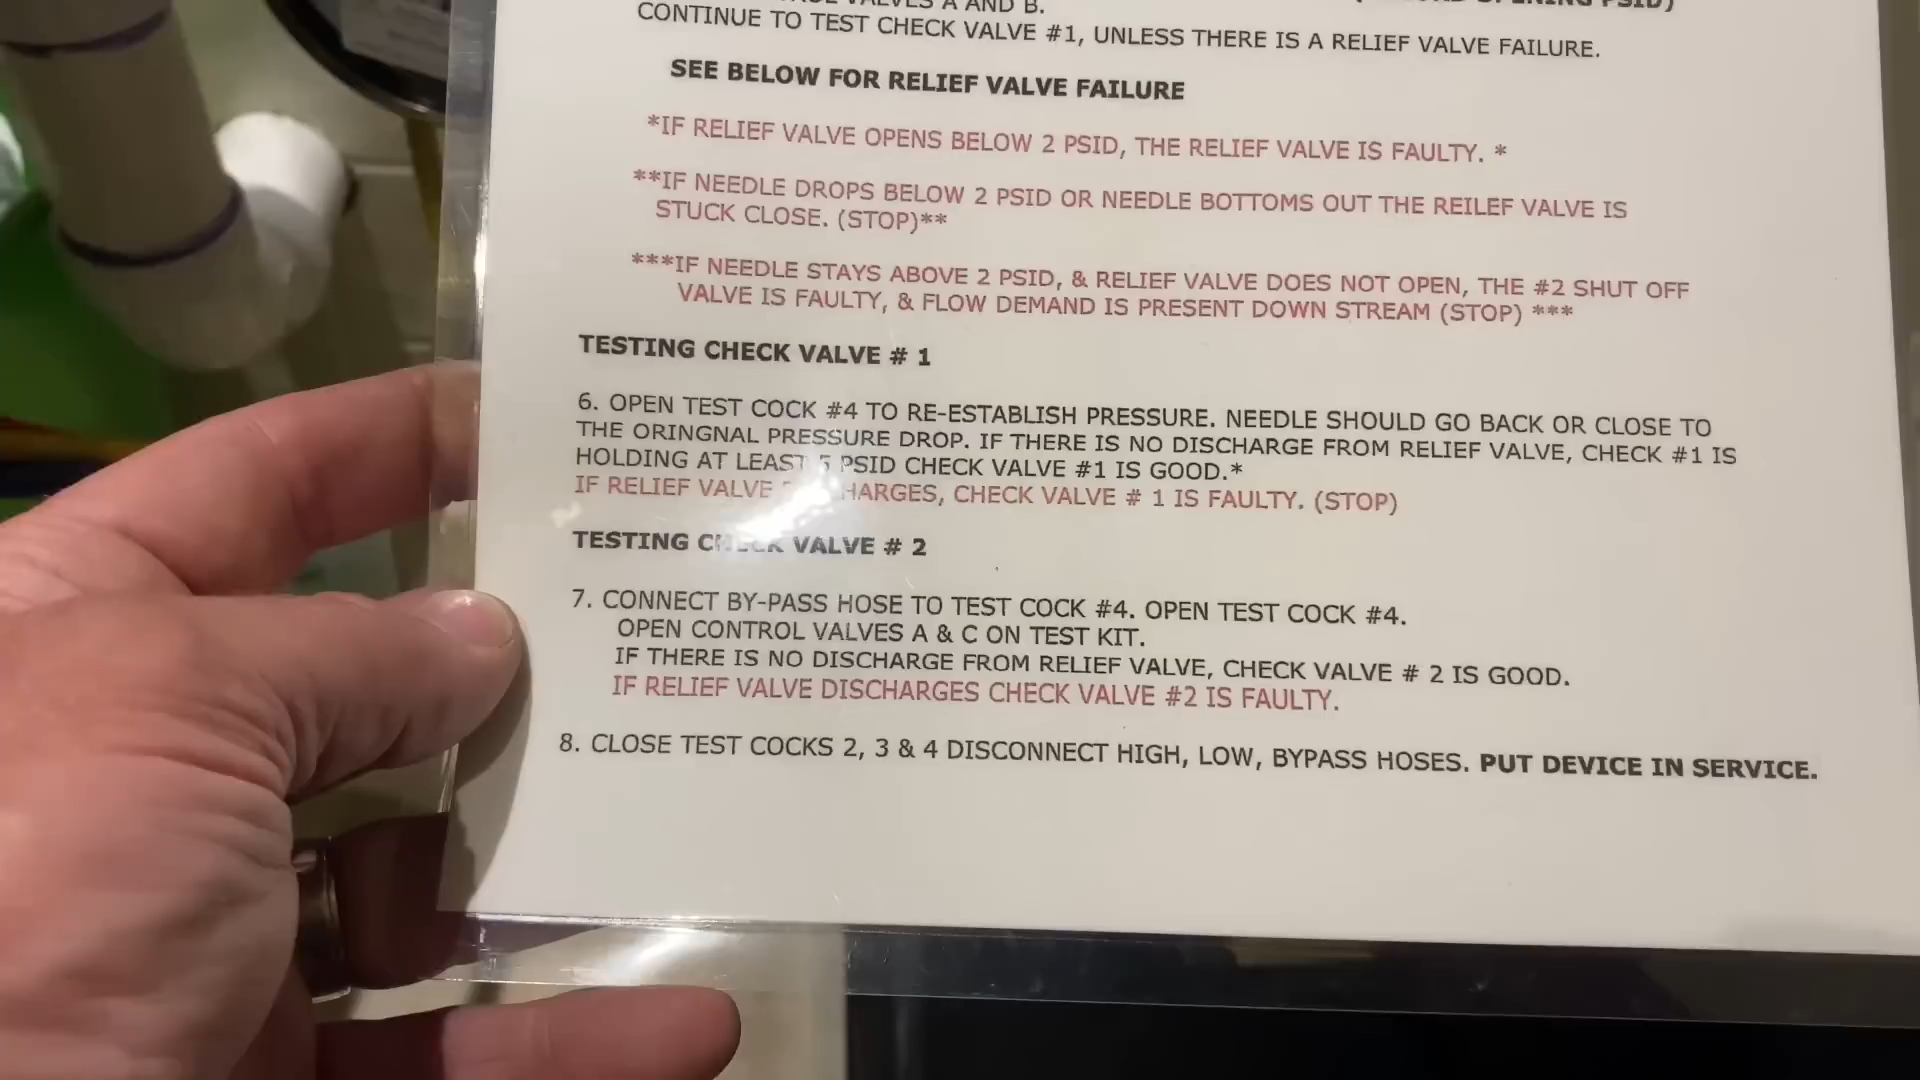 VALVES A AND B.
OPENING PSID)
CONTINUE TO TEST CHECK VALVE #1, UNLESS THERE IS A RELIEF VALVE FAILURE.
SEE BELOW FOR RELIEF VALVE FAILURE
*IF RELIEF VALVE OPENS BELOW 2 PSID, THE RELIEF VALVE IS FAULTY. *
**IF NEEDLE DROPS BELOW 2 PSID OR NEEDLE BOTTOMS OUT THE REILEF VALVE IS
STUCK CLOSE. (STOP)**
***IF NEEDLE STAYS ABOVE 2 PSID, & RELIEF VALVE DOES NOT OPEN, THE #2 SHUT OFF
VALVE IS FAULTY, & FLOW DEMAND IS PRESENT DOWN STREAM (STOP) ***
TESTING CHECK VALVE # 1
6. OPEN TEST COCK #4 TO RE-ESTABLISH PRESSURE. NEEDLE SHOULD GO BACK OR CLOSE TO
THE ORINGNAL PRESSURE DROP. IF THERE IS NO DISCHARGE FROM RELIEF VALVE, CHECK #1 IS
HOLDING AT LEAST 5 PSID CHECK VALVE #1 IS GOOD.*
IF RELIEF VALVE DISCHARGES, CHECK VALVE # 1 IS FAULTY. (STOP)
TESTING CHECK VALVE # 2
7. CONNECT BY-PASS HOSE TO TEST COCK #4. OPEN TEST COCK #4.
OPEN CONTROL VALVES A & C ON TEST KIT.
IF THERE IS NO DISCHARGE FROM RELIEF VALVE, CHECK VALVE # 2 IS GOOD.
IF RELIEF VALVE DISCHARGES CHECK VALVE #2 IS FAULTY.
8. CLOSE TEST COCKS 2, 3 & 4 DISCONNECT HIGH, LOW, BYPASS HOSES. PUT DEVICE IN SERVICE.